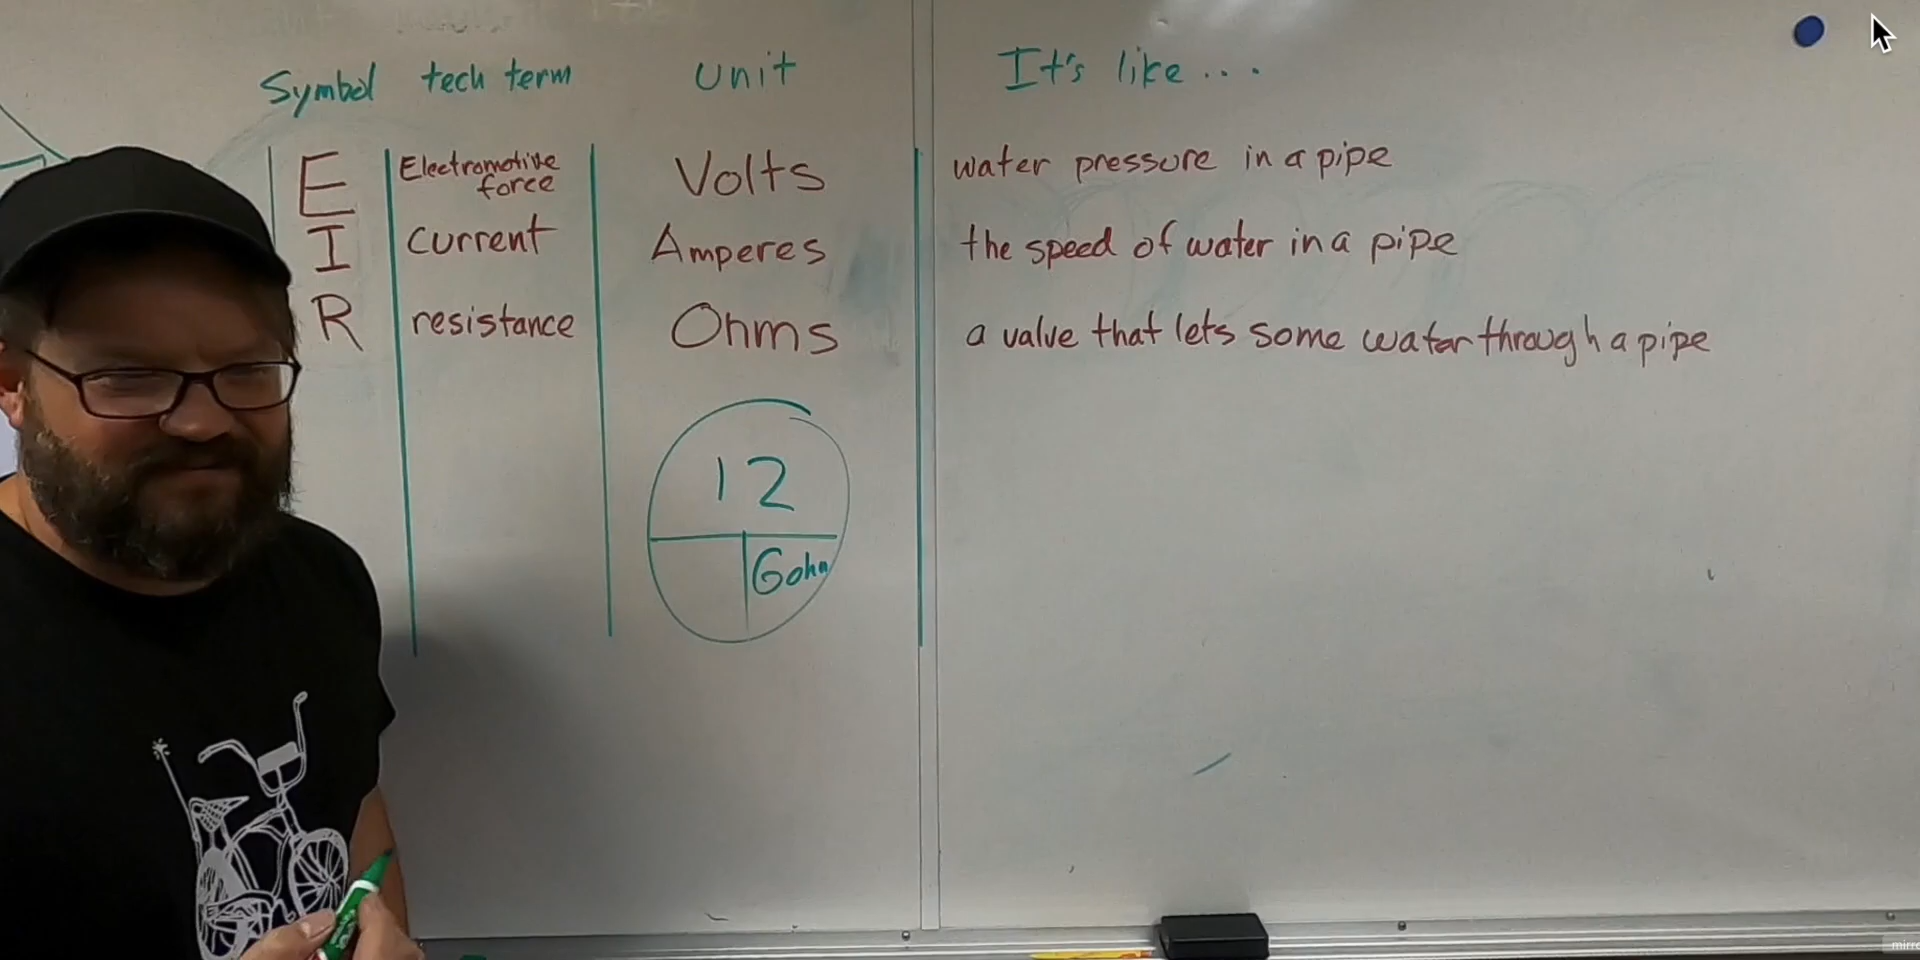 Symbol tech term unit It's like ....
E Electromotive force Volts water pressure in a pipe
I current Amperes the speed of water in a pipe
R resistance Ohms a valve that lets some water through a pipe
12
6ohm